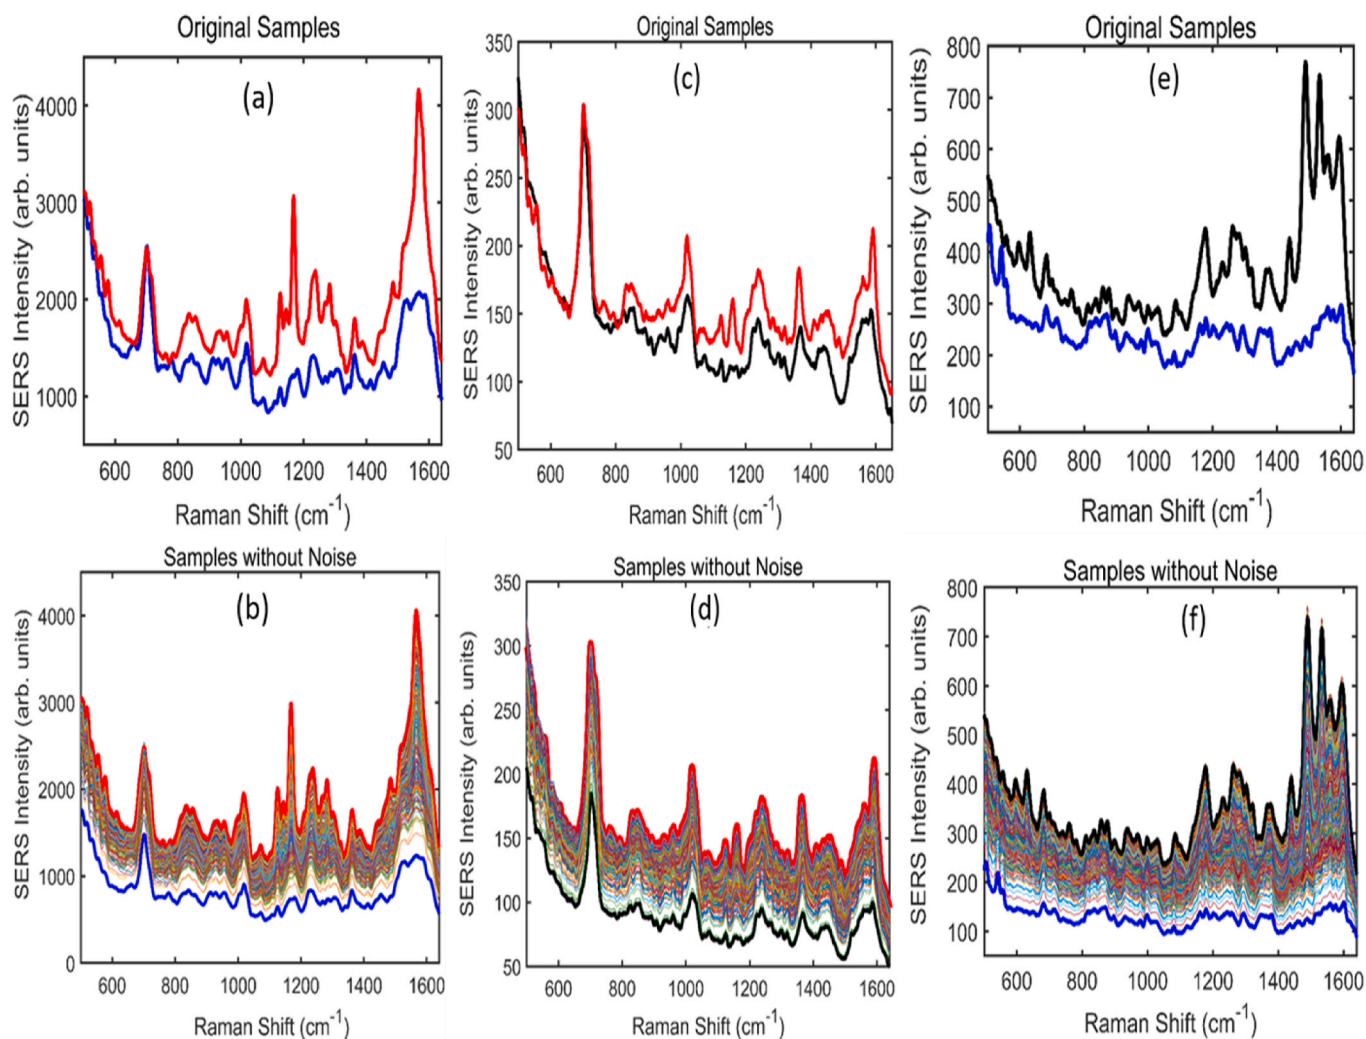 Original Samples
(a)
SERS Intensity (arb. units)
4000
3000
2000
1000
600 800 1000 1200 1400 1600
Raman Shift (cm⁻¹)
Original Samples
(c)
SERS Intensity (arb. units)
350
300
250
200
150
100
50
600 800 1000 1200 1400 1600
Raman Shift (cm⁻¹)
Original Samples
(e)
SERS Intensity (arb. units)
800
700
600
500
400
300
200
100
600 800 1000 1200 1400 1600
Raman Shift (cm⁻¹)
Samples without Noise
(b)
SERS Intensity (arb. units)
4000
3000
2000
1000
0
600 800 1000 1200 1400 1600
Raman Shift (cm⁻¹)
Samples without Noise
(d)
SERS Intensity (arb. units)
350
300
250
200
150
100
50
600 800 1000 1200 1400 1600
Raman Shift (cm⁻¹)
Samples without Noise
(f)
SERS Intensity (arb. units)
800
700
600
500
400
300
200
100
600 800 1000 1200 1400 1600
Raman Shift (cm⁻¹)